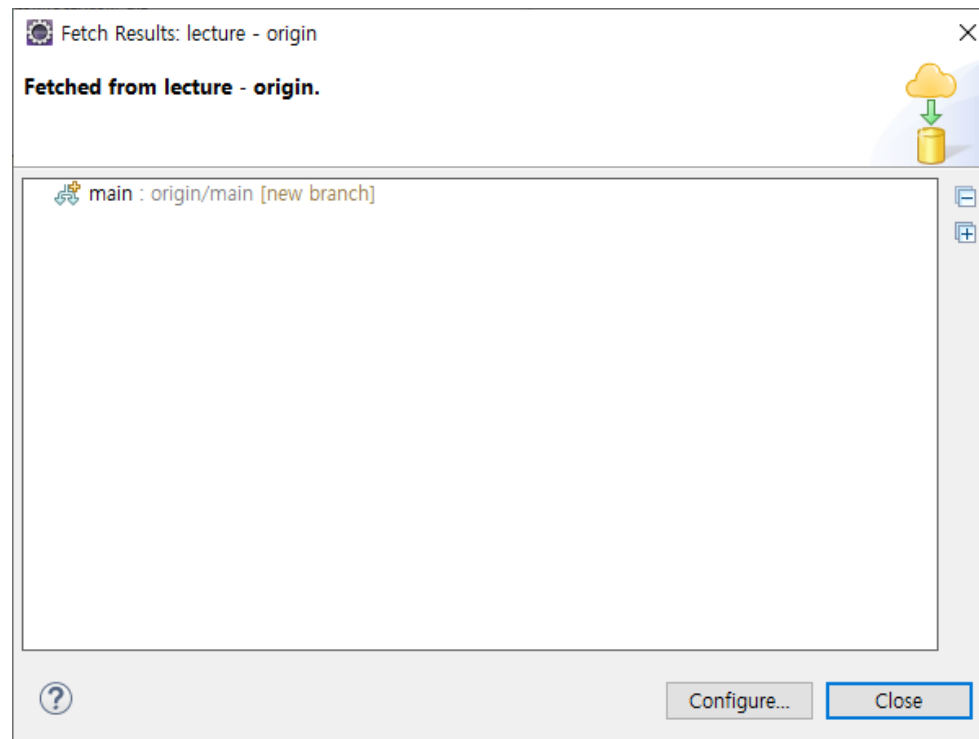 Fetch Results: lecture - origin
Fetched from lecture - origin.
main : origin/main [new branch]
Configure...
Close